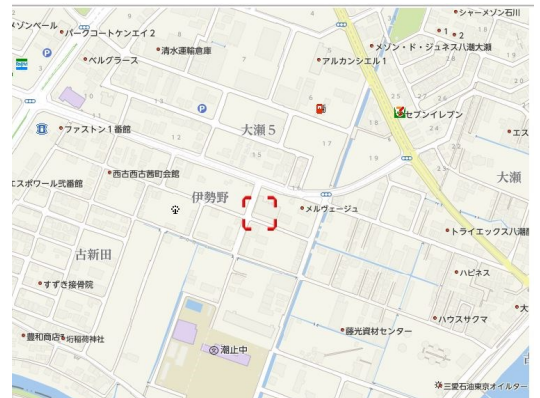 シャーメゾン石川
メゾンベール
パークコートケンエイ2
1
2
メゾン・ド・ジュネス八潮大瀬
清水運輸倉庫
ベルグラース
アルカンシエル1
セブンイレブン
ファストン1番館
大瀬5
エス
西古西古茜町会館
大瀬
エスポワール弐番館
伊勢野
メルヴェージュ
トライエックス八潮
古新田
ハピネス
すずき接骨院
ハウスサクマ
大
豊和商店
垳稲荷神社
藤光資材センター
潮止中
三愛石油東京オイルター